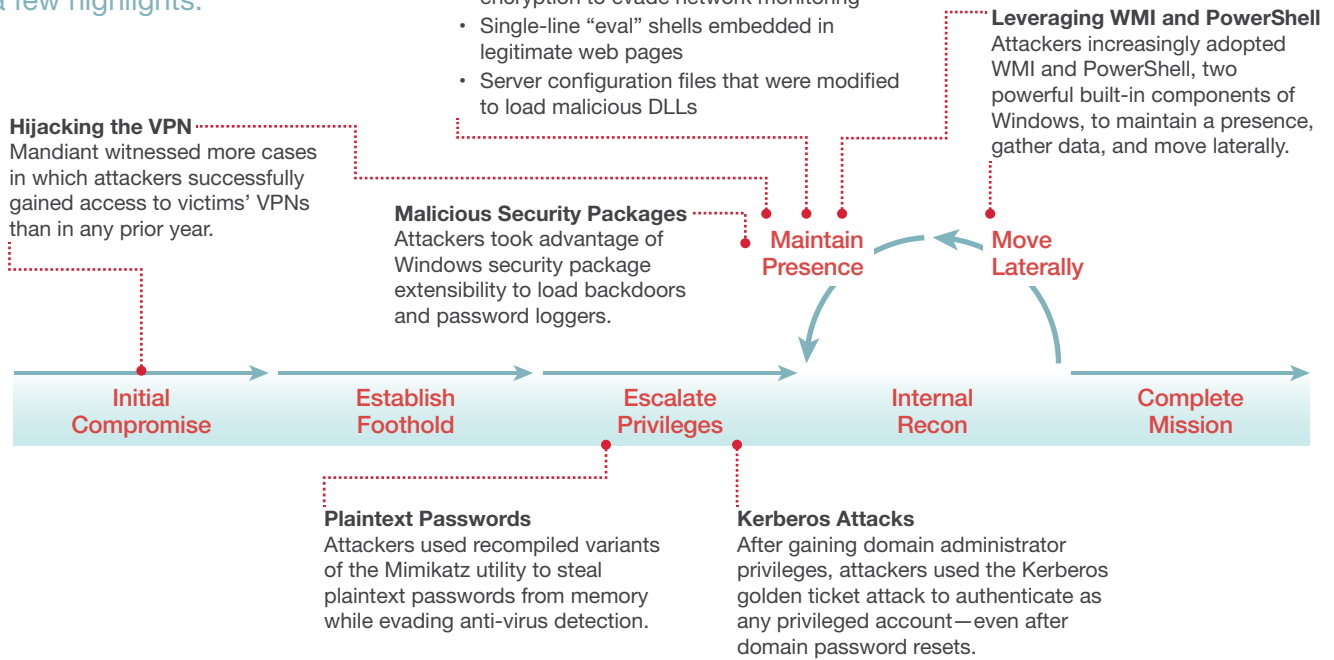 a few highlights.
encryption to evade network monitoring
• Single-line “eval” shells embedded in
legitimate web pages
• Server configuration files that were modified
to load malicious DLLs
Leveraging WMI and PowerShell
Attackers increasingly adopted
WMI and PowerShell, two
powerful built-in components of
Windows, to maintain a presence,
gather data, and move laterally.
Hijacking the VPN
Mandiant witnessed more cases
in which attackers successfully
gained access to victims’ VPNs
than in any prior year.
Malicious Security Packages
Attackers took advantage of
Windows security package
extensibility to load backdoors
and password loggers.
Maintain
Presence
Move
Laterally
Initial
Compromise
Establish
Foothold
Escalate
Privileges
Internal
Recon
Complete
Mission
Plaintext Passwords
Attackers used recompiled variants
of the Mimikatz utility to steal
plaintext passwords from memory
while evading anti-virus detection.
Kerberos Attacks
After gaining domain administrator
privileges, attackers used the Kerberos
golden ticket attack to authenticate as
any privileged account—even after
domain password resets.